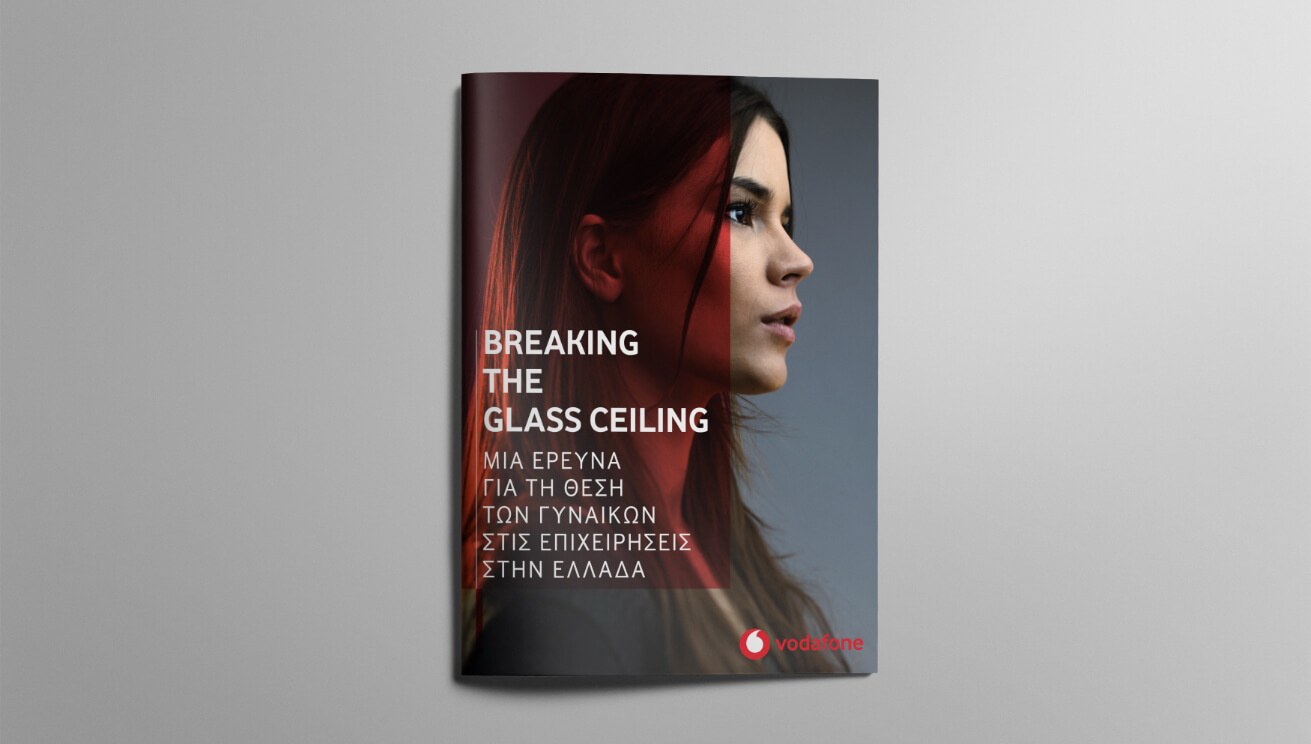 BREAKING
THE
GLASS CEILING
ΜΙΑ ΕΡΕΥΝΑ
ΓΙΑ ΤΗ ΘΕΣΗ
ΤΩΝ ΓΥΝΑΙΚΩΝ
ΣΤΙΣ ΕΠΙΧΕΙΡΗΣΕΙΣ
ΣΤΗΝ ΕΛΛΑΔΑ
vodafone